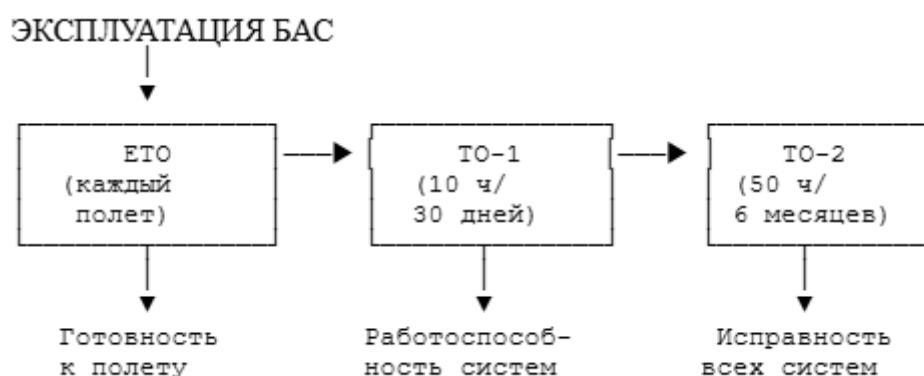 ЭКСПЛУАТАЦИЯ БАС
ЕТО
(каждый
полет)
ТО-1
(10 ч/
30 дней)
ТО-2
(50 ч/
6 месяцев)
Готовность
к полету
Работоспособ-
ность систем
Исправность
всех систем